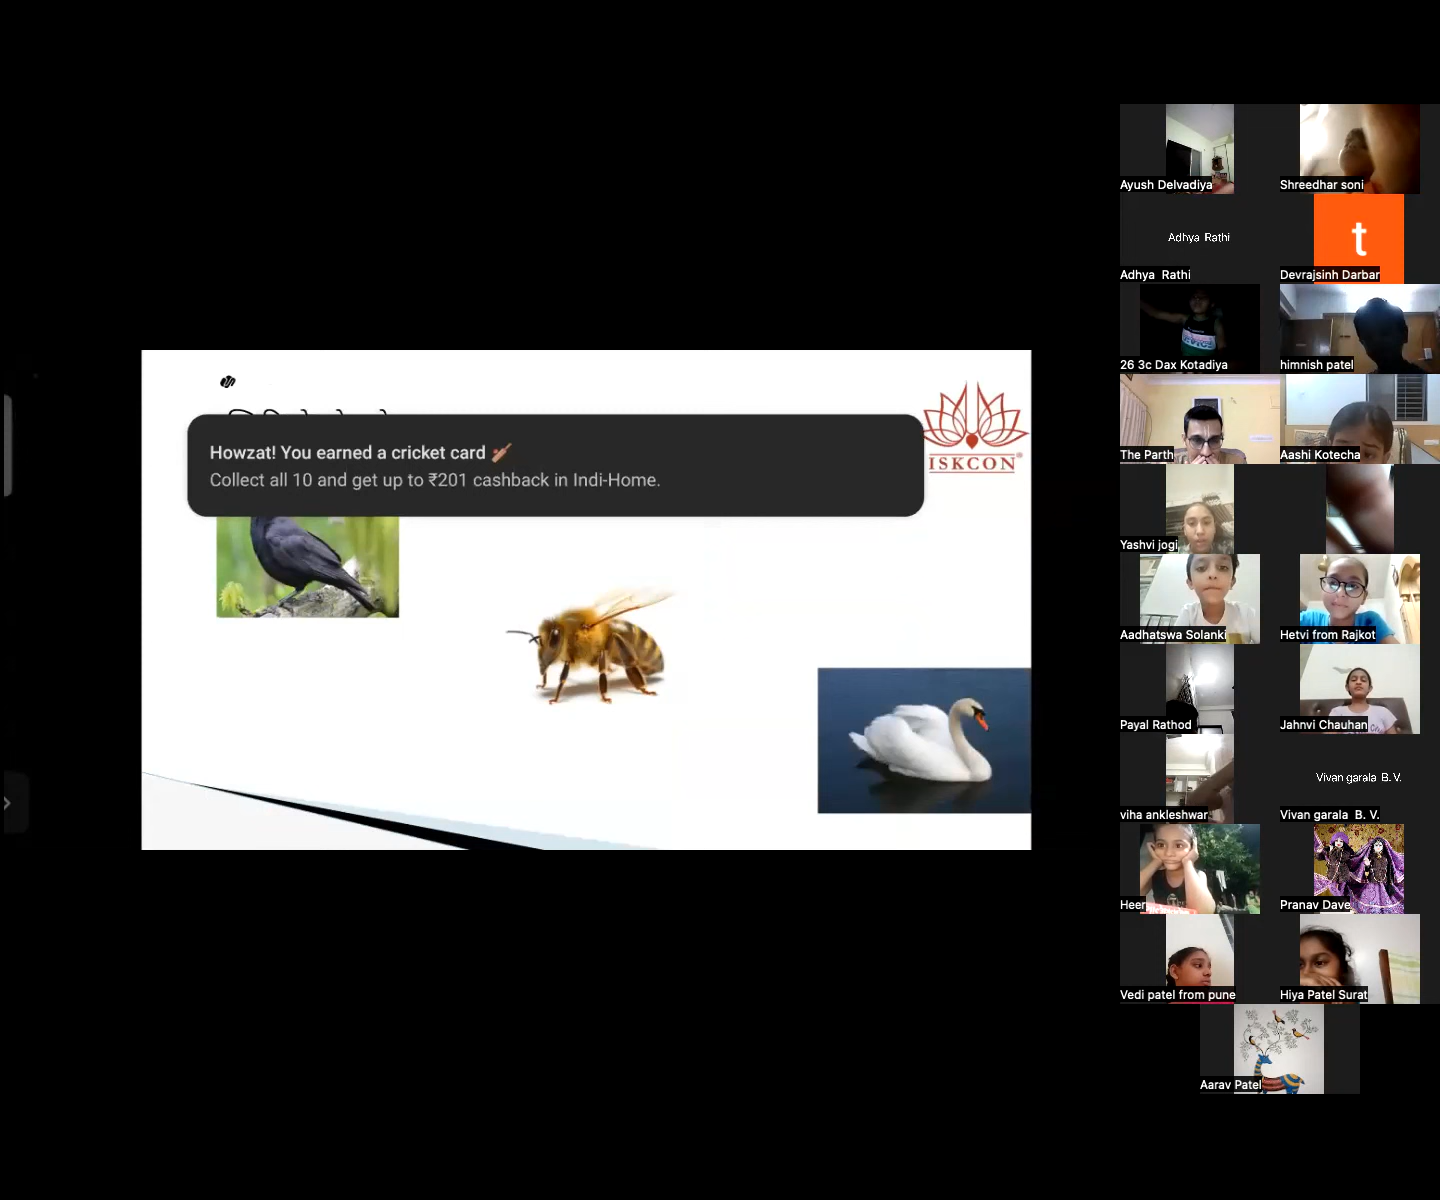 Howzat! You earned a cricket card
Collect all 10 and get up to ₹201 cashback in Indi-Home.
ISKCON
Ayush Delvadiya
Shreedhar soni
Adhya Rathi
Adhya Rathi
t
Devrajsinh Darbar
26 3c Dax Kotadiya
himnish patel
The Parth
Aashi Kotecha
Yashvi jogi
Aadhatswa Solanki
Hetvi from Rajkot
Payal Rathod
Jahnvi Chauhan
viha ankleshwar
Vivan garala B. V.
Vivan garala B. V.
Heer
Pranav Dave
Vedi patel from pune
Hiya Patel Surat
Aarav Patel